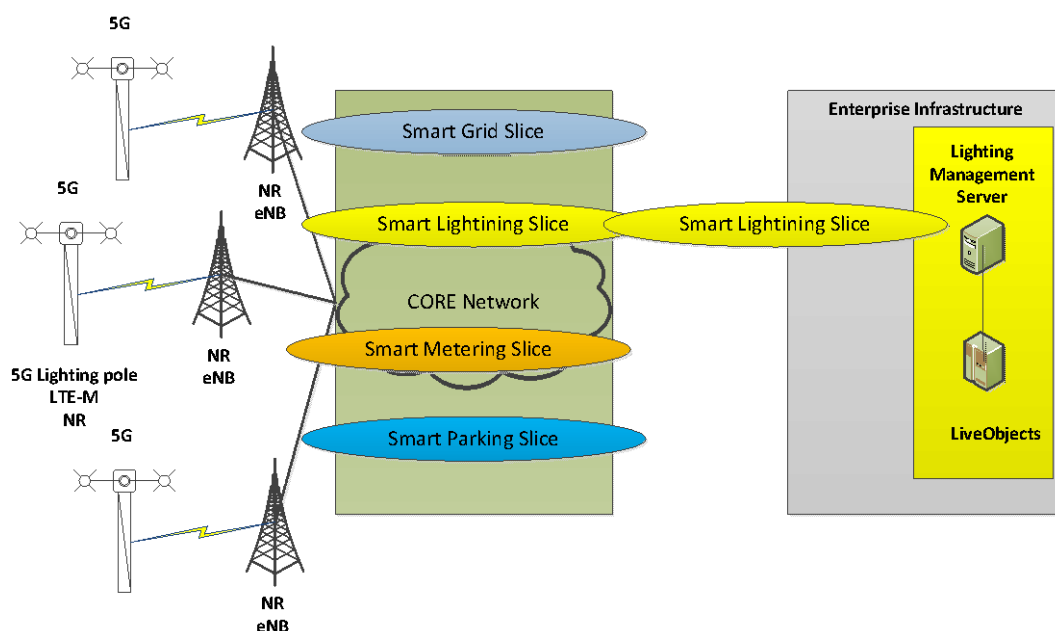 5G
NR
eNB
5G
NR
eNB
5G Lighting pole
LTE-M
NR
5G
NR
eNB
Smart Grid Slice
Smart Lightining Slice
Smart Lightining Slice
CORE Network
Smart Metering Slice
Smart Parking Slice
Enterprise Infrastructure
Lighting
Management
Server
LiveObjects